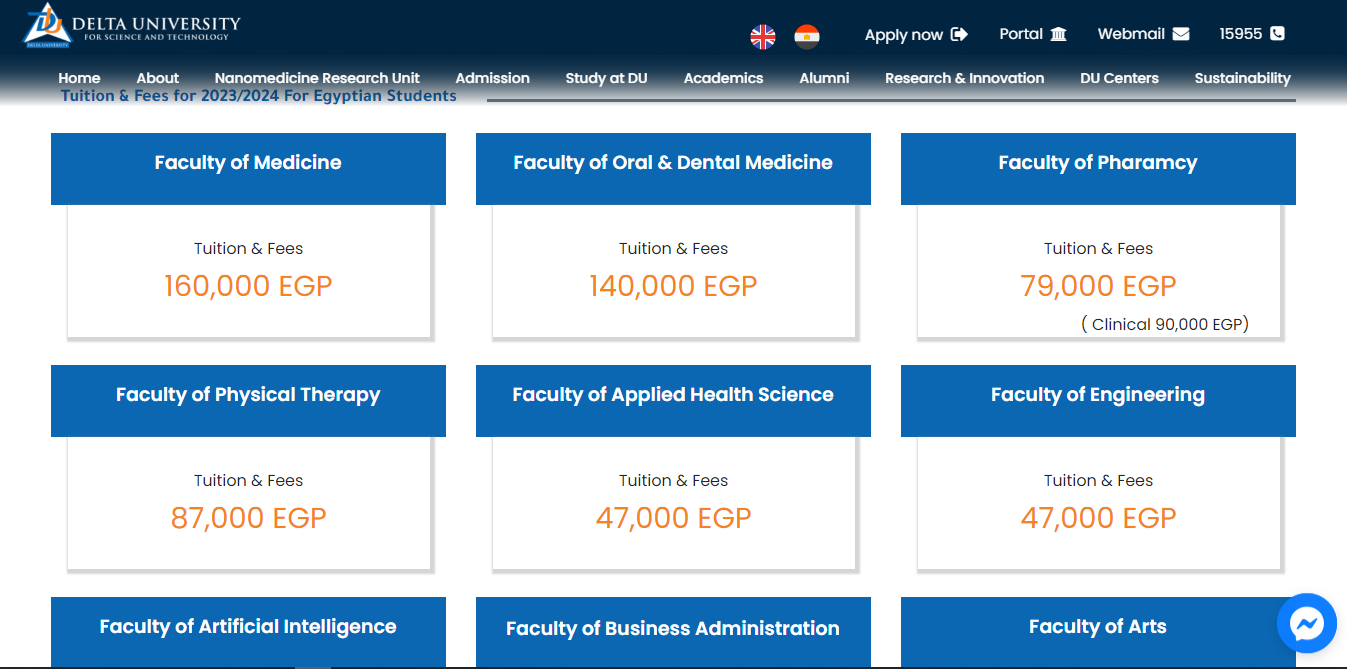 DELTA UNIVERSITY
FOR SCIENCE AND TECHNOLOGY
DELTA UNIVERSITY
Apply now
Portal
Webmail
15955
Home
About
Nanomedicine Research Unit
Admission
Study at DU
Academics
Alumni
Research & Innovation
DU Centers
Sustainability
Tuition & Fees for 2023/2024 For Egyptian Students
Faculty of Medicine
Tuition & Fees
160,000 EGP
Faculty of Oral & Dental Medicine
Tuition & Fees
140,000 EGP
Faculty of Pharamcy
Tuition & Fees
79,000 EGP
( Clinical 90,000 EGP)
Faculty of Physical Therapy
Tuition & Fees
87,000 EGP
Faculty of Applied Health Science
Tuition & Fees
47,000 EGP
Faculty of Engineering
Tuition & Fees
47,000 EGP
Faculty of Artificial Intelligence
Faculty of Business Administration
Faculty of Arts